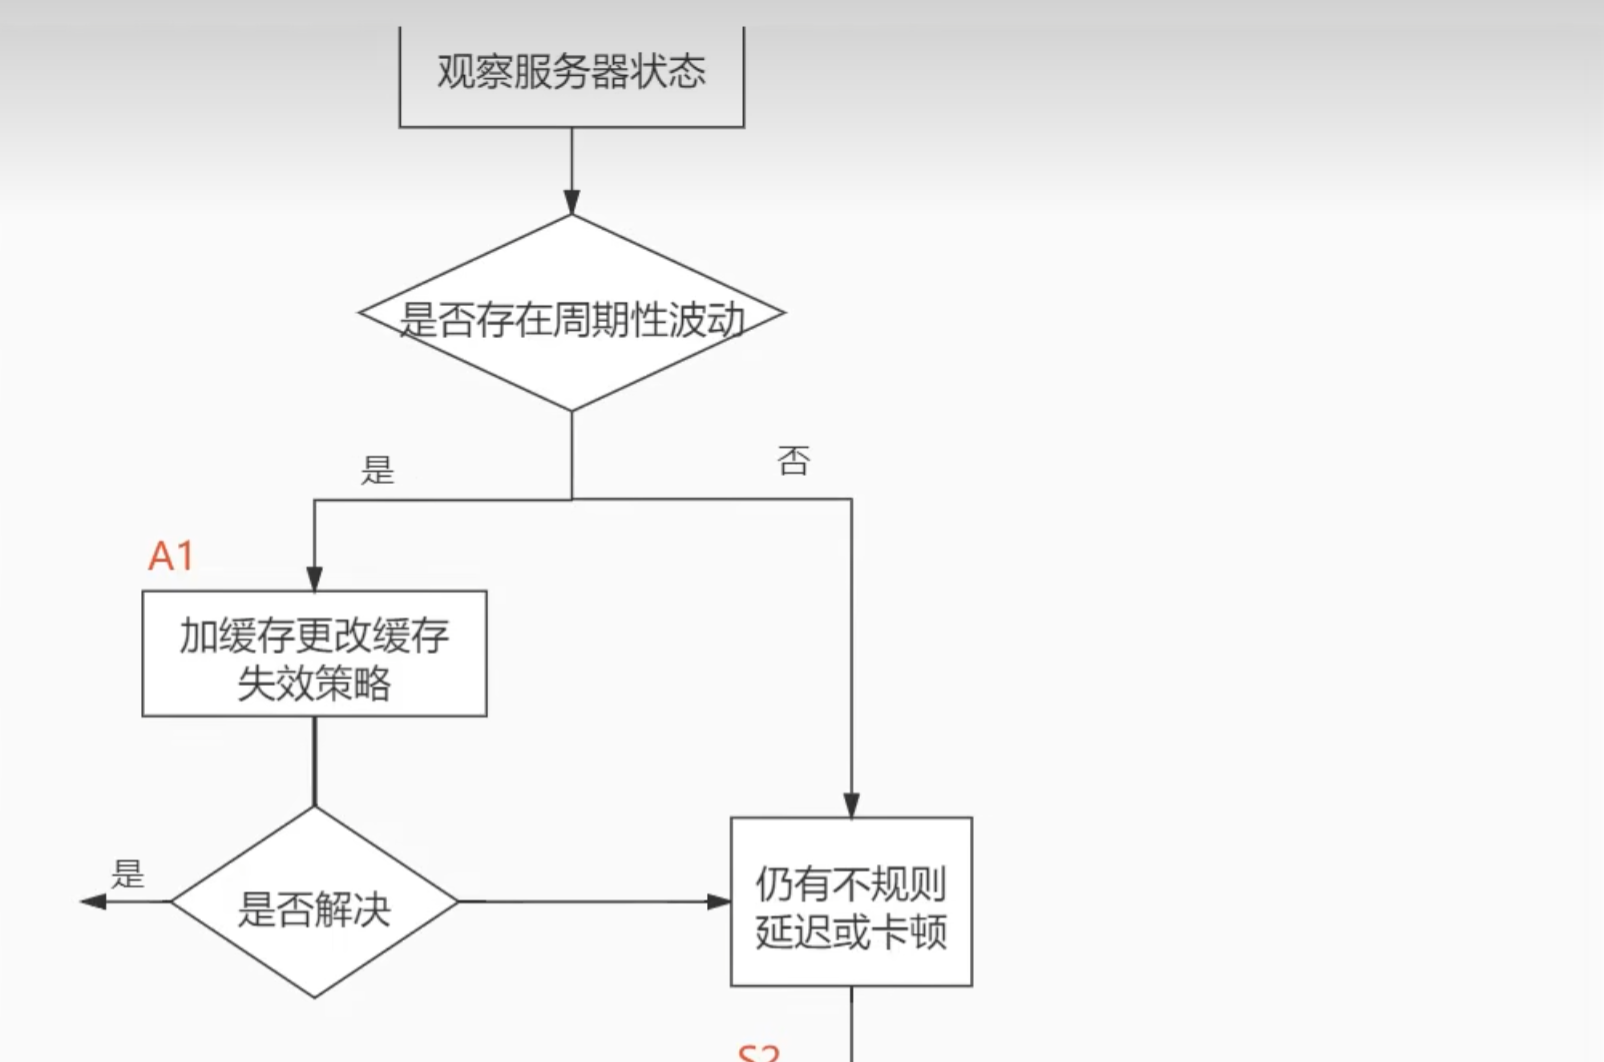 观察服务器状态
是否存在周期性波动
是
否
A1
加缓存更改缓存
失效策略
是
是否解决
仍有不规则
延迟或卡顿
S2